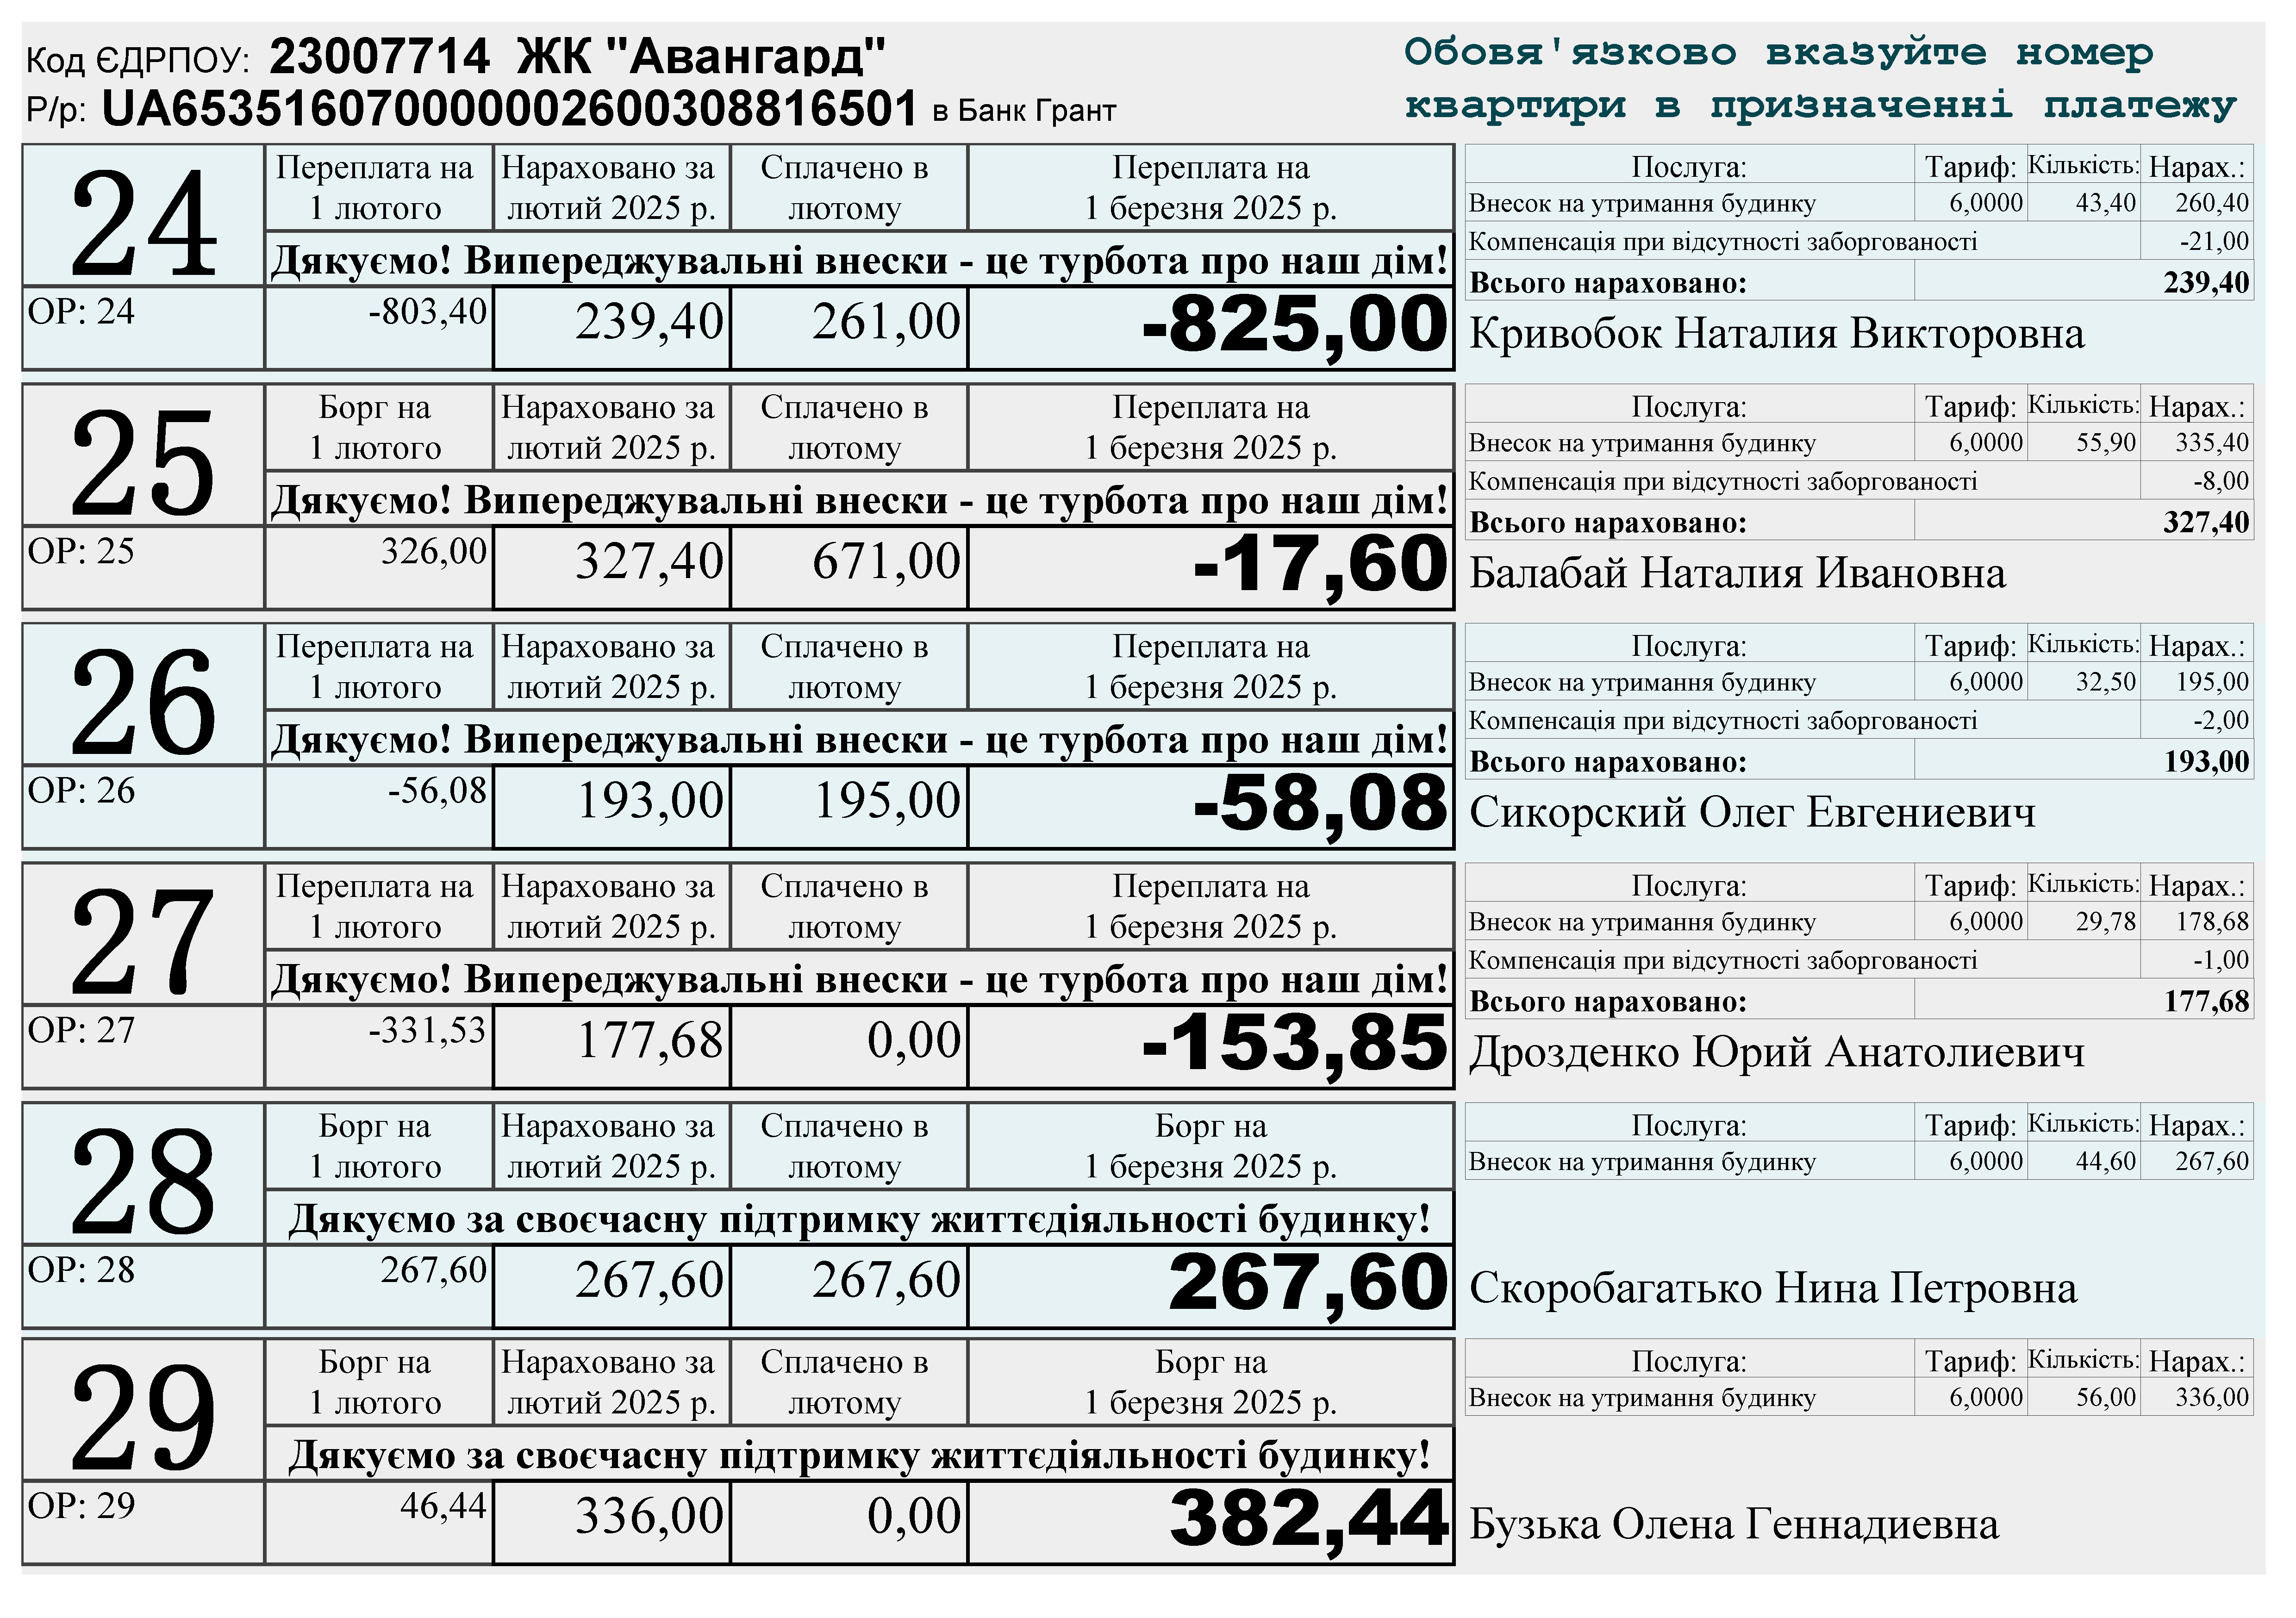 Код ЄДРПОУ: 23007714 ЖК "Авангард"
Р/р: UA653516070000002600308816501 в Банк Грант
Обовя'язково вказуйте номер
квартири в призначенні платежу
24
Переплата на
1 лютого
Нараховано за
лютий 2025 р.
Сплачено в
лютому
Переплата на
1 березня 2025 р.
Дякуємо! Випереджувальні внески - це турбота про наш дім!
ОР: 24 -803,40 239,40 261,00 -825,00
Послуга: Тариф: Кількість: Нарах.:
Внесок на утримання будинку 6,0000 43,40 260,40
Компенсація при відсутності заборгованості -21,00
Всього нараховано: 239,40
Кривобок Наталия Викторовна
25
Борг на
1 лютого
Нараховано за
лютий 2025 р.
Сплачено в
лютому
Переплата на
1 березня 2025 р.
Дякуємо! Випереджувальні внески - це турбота про наш дім!
ОР: 25 326,00 327,40 671,00 -17,60
Послуга: Тариф: Кількість: Нарах.:
Внесок на утримання будинку 6,0000 55,90 335,40
Компенсація при відсутності заборгованості -8,00
Всього нараховано: 327,40
Балабай Наталия Ивановна
26
Переплата на
1 лютого
Нараховано за
лютий 2025 р.
Сплачено в
лютому
Переплата на
1 березня 2025 р.
Дякуємо! Випереджувальні внески - це турбота про наш дім!
ОР: 26 -56,08 193,00 195,00 -58,08
Послуга: Тариф: Кількість: Нарах.:
Внесок на утримання будинку 6,0000 32,50 195,00
Компенсація при відсутності заборгованості -2,00
Всього нараховано: 193,00
Сикорский Олег Евгениевич
27
Переплата на
1 лютого
Нараховано за
лютий 2025 р.
Сплачено в
лютому
Переплата на
1 березня 2025 р.
Дякуємо! Випереджувальні внески - це турбота про наш дім!
ОР: 27 -331,53 177,68 0,00 -153,85
Послуга: Тариф: Кількість: Нарах.:
Внесок на утримання будинку 6,0000 29,78 178,68
Компенсація при відсутності заборгованості -1,00
Всього нараховано: 177,68
Дрозденко Юрий Анатолиевич
28
Борг на
1 лютого
Нараховано за
лютий 2025 р.
Сплачено в
лютому
Борг на
1 березня 2025 р.
Дякуємо за своєчасну підтримку життєдіяльності будинку!
ОР: 28 267,60 267,60 267,60 267,60
Послуга: Тариф: Кількість: Нарах.:
Внесок на утримання будинку 6,0000 44,60 267,60
Скоробагатько Нина Петровна
29
Борг на
1 лютого
Нараховано за
лютий 2025 р.
Сплачено в
лютому
Борг на
1 березня 2025 р.
Дякуємо за своєчасну підтримку життєдіяльності будинку!
ОР: 29 46,44 336,00 0,00 382,44
Послуга: Тариф: Кількість: Нарах.:
Внесок на утримання будинку 6,0000 56,00 336,00
Бузька Олена Геннадиевна